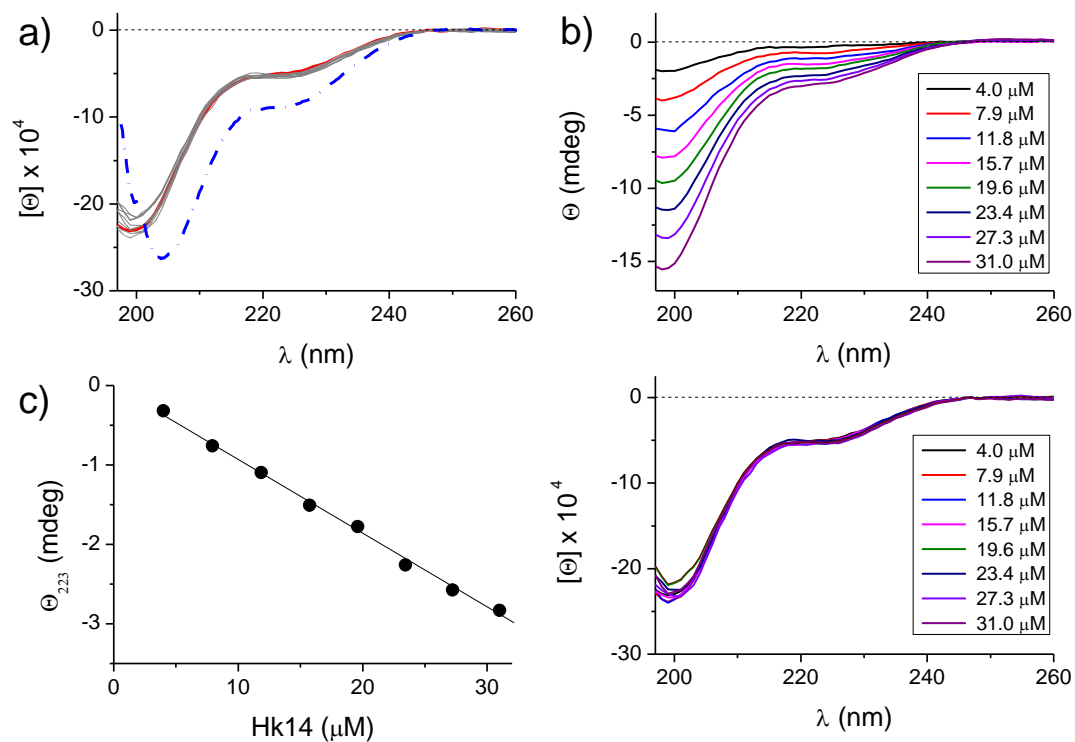 a)
0
-10
-20
-30
[Θ] x 10⁴
200
220
240
260
λ (nm)
b)
0
-5
-10
-15
Θ (mdeg)
4.0 μM
7.9 μM
11.8 μM
15.7 μM
19.6 μM
23.4 μM
27.3 μM
31.0 μM
200
220
240
260
λ (nm)
c)
0
-1
-2
-3
Θ₂₂₃ (mdeg)
0
10
20
30
Hk14 (μM)
0
-10
-20
-30
[Θ] x 10⁴
4.0 μM
7.9 μM
11.8 μM
15.7 μM
19.6 μM
23.4 μM
27.3 μM
31.0 μM
200
220
240
260
λ (nm)